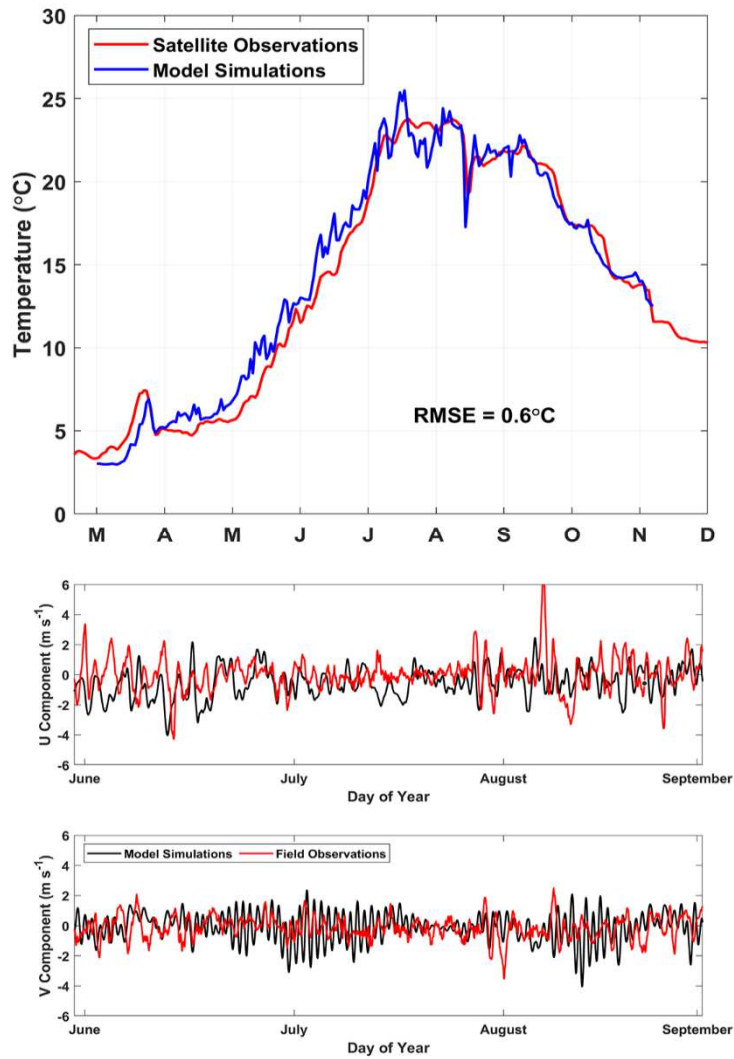 30
Satellite Observations
Model Simulations
25
20
15
10
5
0
Temperature (°C)
RMSE = 0.6°C
M A M J J A S O N D
6
4
2
0
-2
-4
-6
U Component (m s-1)
June July August September
Day of Year
6
Model Simulations Field Observations
4
2
0
-2
-4
-6
V Component (m s-1)
June July August September
Day of Year